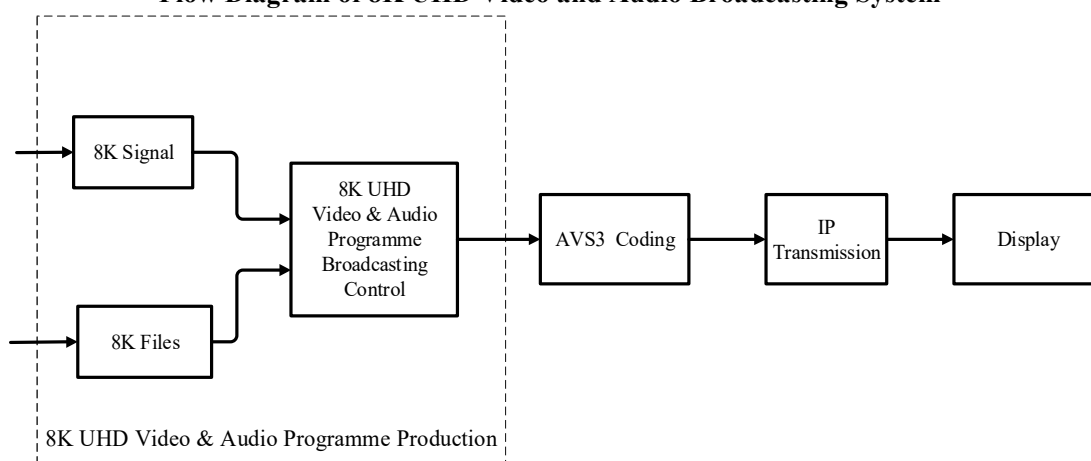 Flow Diagram of 8K UHD Video and Audio Broadcasting System
8K Signal
8K UHD
Video & Audio
Programme
Broadcasting
Control
AVS3 Coding
IP
Transmission
Display
8K Files
8K UHD Video & Audio Programme Production